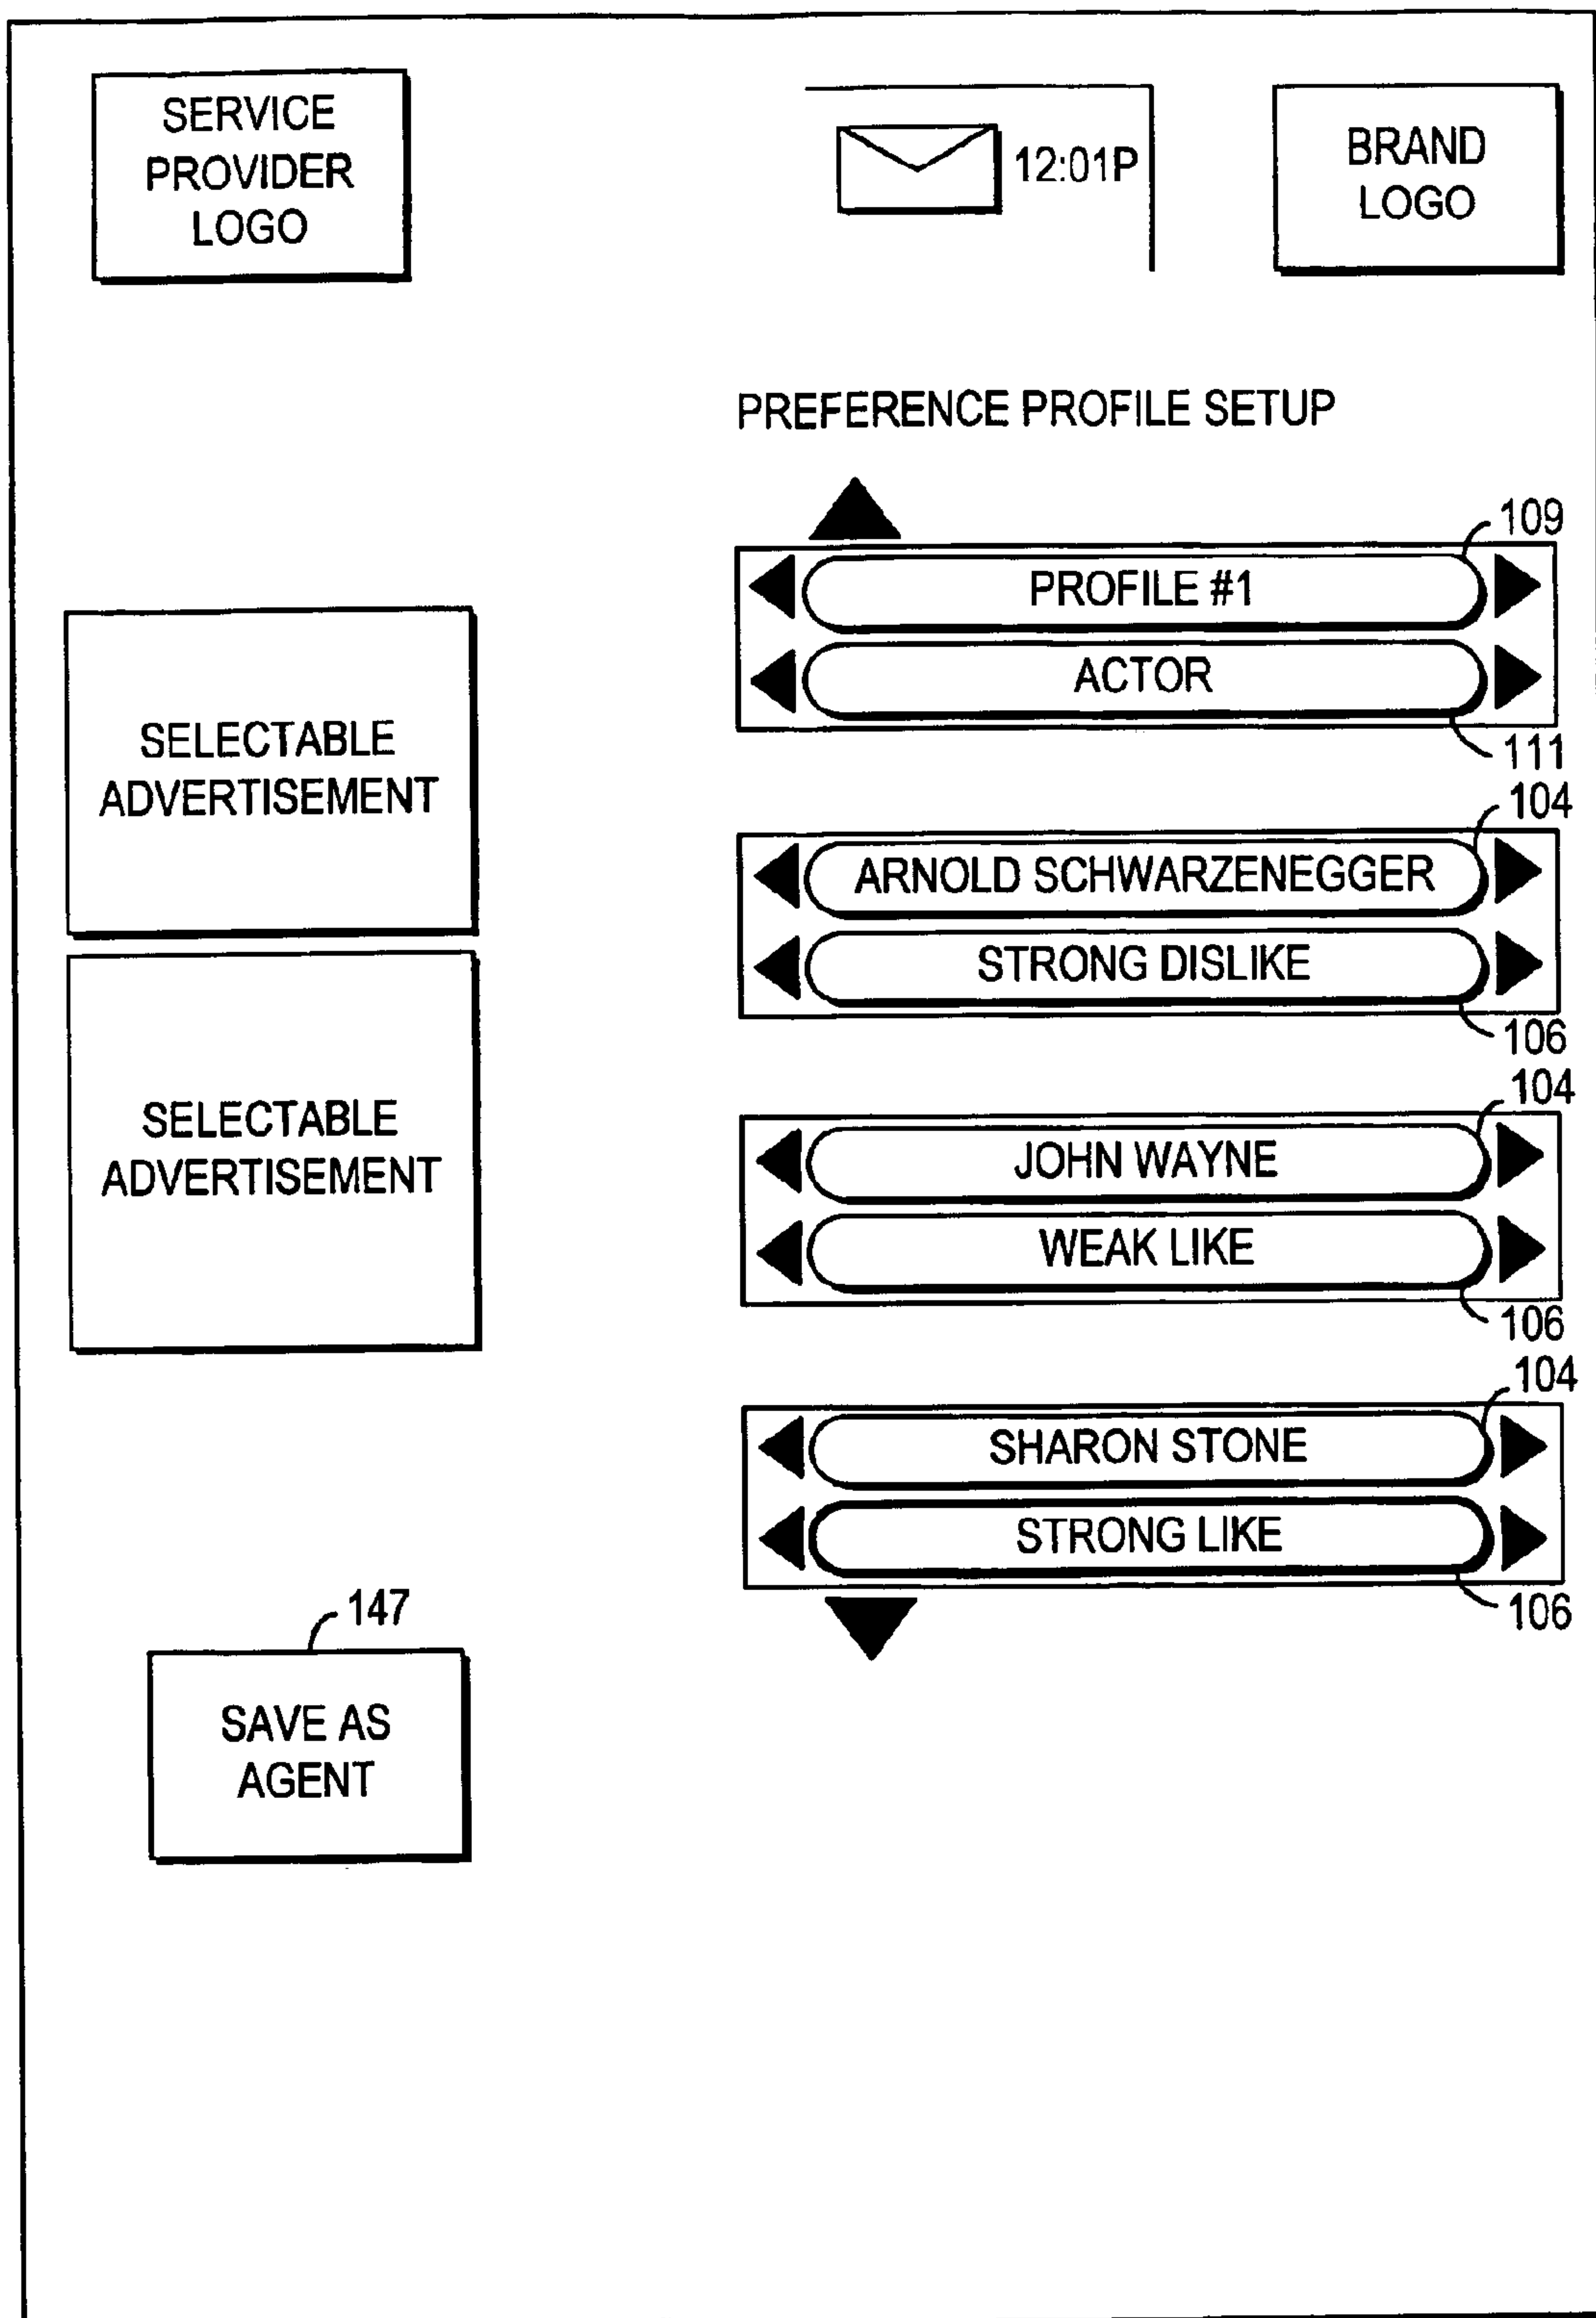 SERVICE
PROVIDER
LOGO
12:01P
BRAND
LOGO
PREFERENCE PROFILE SETUP
109
PROFILE #1
ACTOR
111
SELECTABLE
ADVERTISEMENT
104
ARNOLD SCHWARZENEGGER
STRONG DISLIKE
106
SELECTABLE
ADVERTISEMENT
104
JOHN WAYNE
WEAK LIKE
106
104
SHARON STONE
STRONG LIKE
106
147
SAVE AS
AGENT